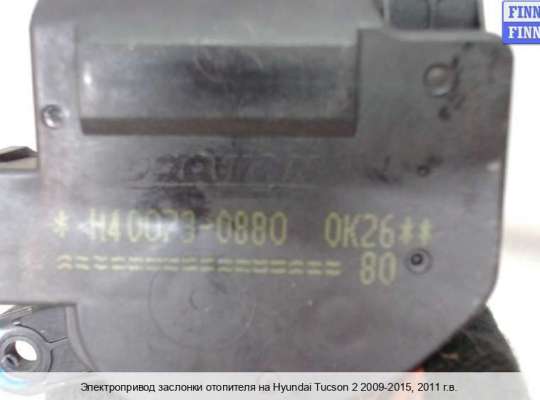 FINN
FINN
* H40073-0880 0K26**
≈≈≈≈≈≈≈≈≈≈≈≈≈≈≈≈ 80
Электропривод заслонки отопителя на Hyundai Tucson 2 2009-2015, 2011 г.в.